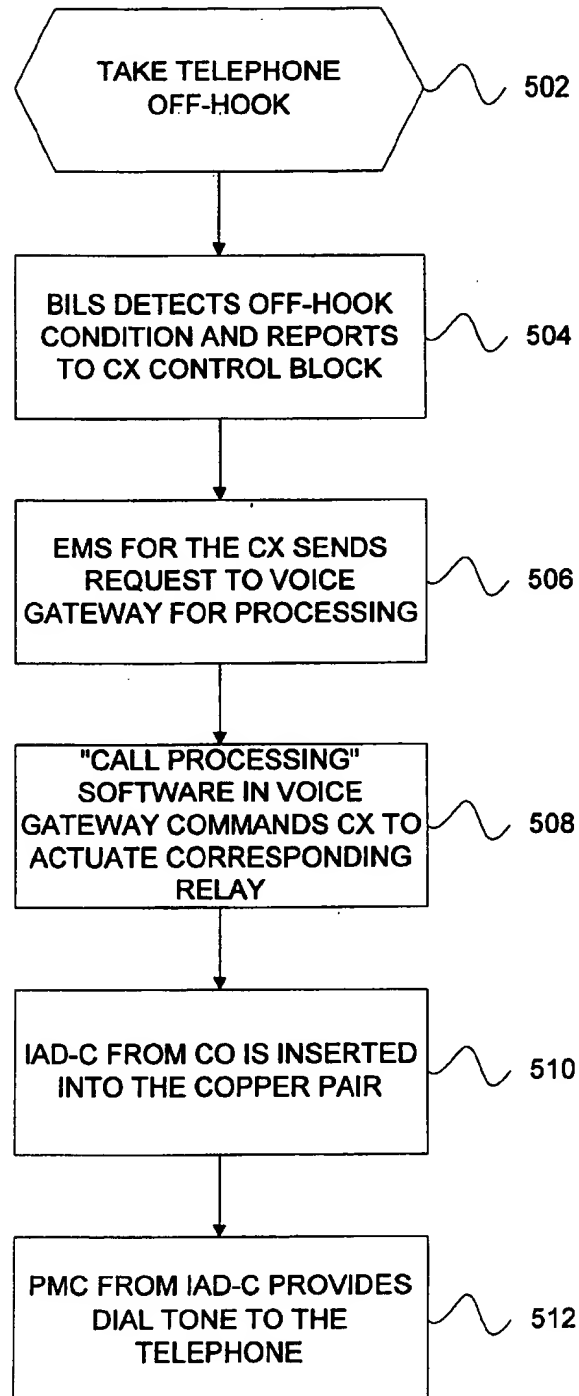 TAKE TELEPHONE
OFF-HOOK
502
BILS DETECTS OFF-HOOK
CONDITION AND REPORTS
TO CX CONTROL BLOCK
504
EMS FOR THE CX SENDS
REQUEST TO VOICE
GATEWAY FOR PROCESSING
506
"CALL PROCESSING"
SOFTWARE IN VOICE
GATEWAY COMMANDS CX TO
ACTUATE CORRESPONDING
RELAY
508
IAD-C FROM CO IS INSERTED
INTO THE COPPER PAIR
510
PMC FROM IAD-C PROVIDES
DIAL TONE TO THE
TELEPHONE
512